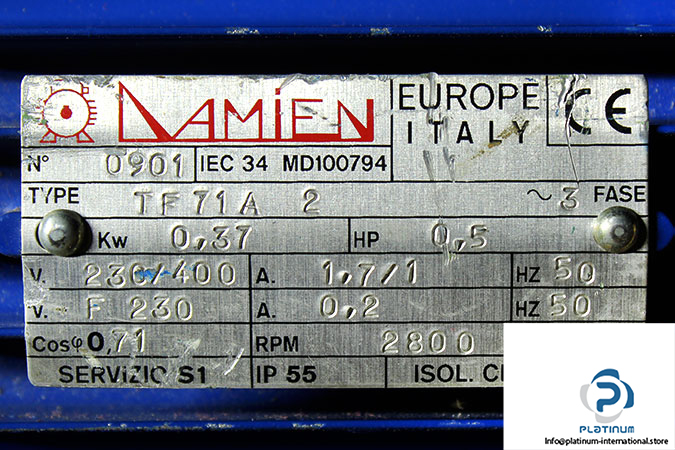 DAMIEN EUROPE ITALY CE
N° 0901 IEC 34 MD100794
TYPE TF 71 A 2 ~ 3 FASE
Kw 0,37 HP 0,5
V. 230/400 A. 1,7/1 HZ 50
V. F 230 A. 0,2 HZ 50
Cosφ 0,71 RPM 2800
SERVIZIO S1 IP 55 ISOL.
PLATINUM
Info@platinum-international.store